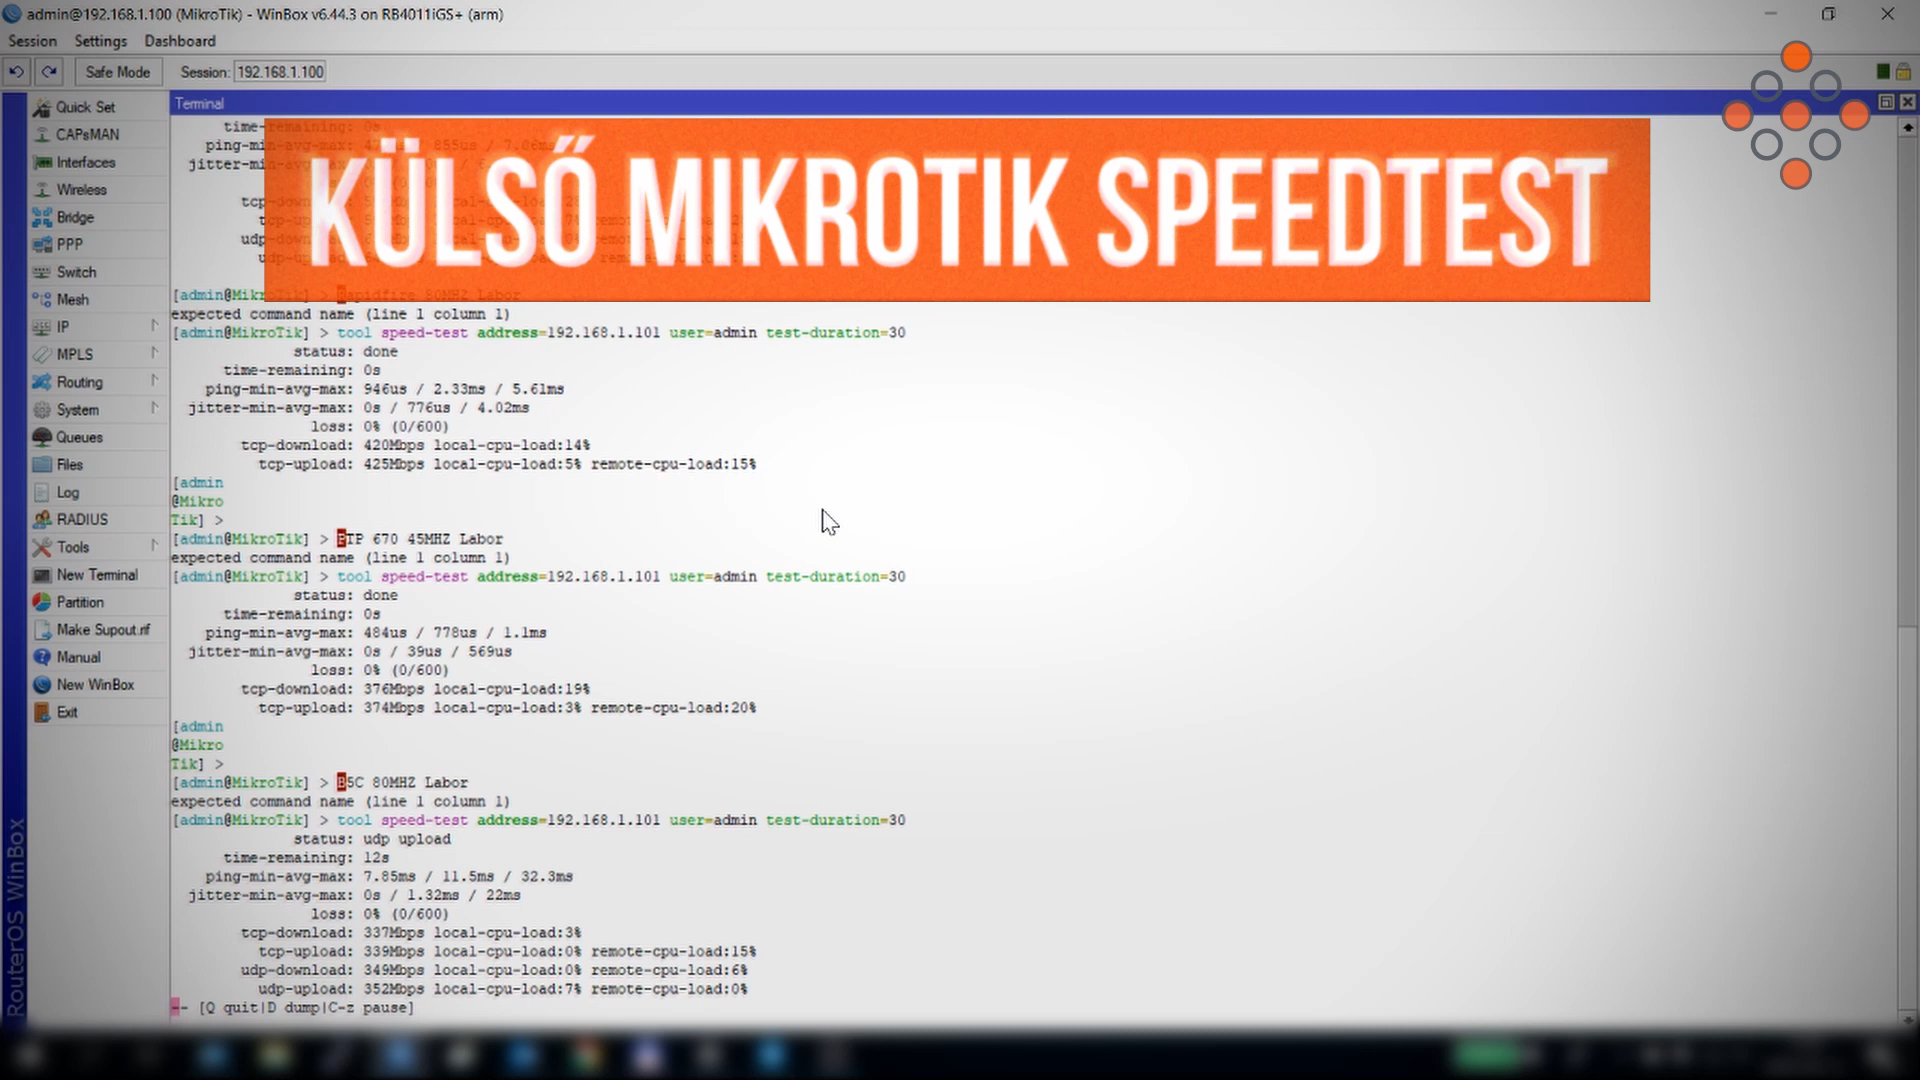 admin@192.168.1.100 (MikroTik) - WinBox v6.44.3 on RB4011iGS+ (arm)
Session Settings Dashboard
Safe Mode Session: 192.168.1.100
Quick Set
CAPsMAN
Interfaces
Wireless
Bridge
PPP
Switch
Mesh
IP
MPLS
Routing
System
Queues
Files
Log
RADIUS
Tools
New Terminal
Partition
Make Supout.rif
Manual
New WinBox
Exit
RouterOS WinBox
Terminal
KÜLSŐ MIKROTIK SPEEDTEST
time-remaining: 0s
expected command name (line 1 column 1)
[admin@MikroTik] > tool speed-test address=192.168.1.101 user=admin test-duration=30
status: done
time-remaining: 0s
ping-min-avg-max: 946us / 2.33ms / 5.61ms
jitter-min-avg-max: 0s / 776us / 4.02ms
loss: 0% (0/600)
tcp-download: 420Mbps local-cpu-load:14%
tcp-upload: 425Mbps local-cpu-load:5% remote-cpu-load:15%
[admin
@Mikro
Tik] >
[admin@MikroTik] > PTP 670 45MHZ Labor
expected command name (line 1 column 1)
[admin@MikroTik] > tool speed-test address=192.168.1.101 user=admin test-duration=30
status: done
time-remaining: 0s
ping-min-avg-max: 484us / 778us / 1.1ms
jitter-min-avg-max: 0s / 39us / 569us
loss: 0% (0/600)
tcp-download: 376Mbps local-cpu-load:19%
tcp-upload: 374Mbps local-cpu-load:3% remote-cpu-load:20%
[admin
@Mikro
Tik] >
[admin@MikroTik] > B5C 80MHZ Labor
expected command name (line 1 column 1)
[admin@MikroTik] > tool speed-test address=192.168.1.101 user=admin test-duration=30
status: udp upload
time-remaining: 12s
ping-min-avg-max: 7.85ms / 11.5ms / 32.3ms
jitter-min-avg-max: 0s / 1.32ms / 22ms
loss: 0% (0/600)
tcp-download: 337Mbps local-cpu-load:3%
tcp-upload: 339Mbps local-cpu-load:0% remote-cpu-load:15%
udp-download: 349Mbps local-cpu-load:0% remote-cpu-load:6%
udp-upload: 352Mbps local-cpu-load:7% remote-cpu-load:0%
-- [Q quit|D dump|C-z pause]